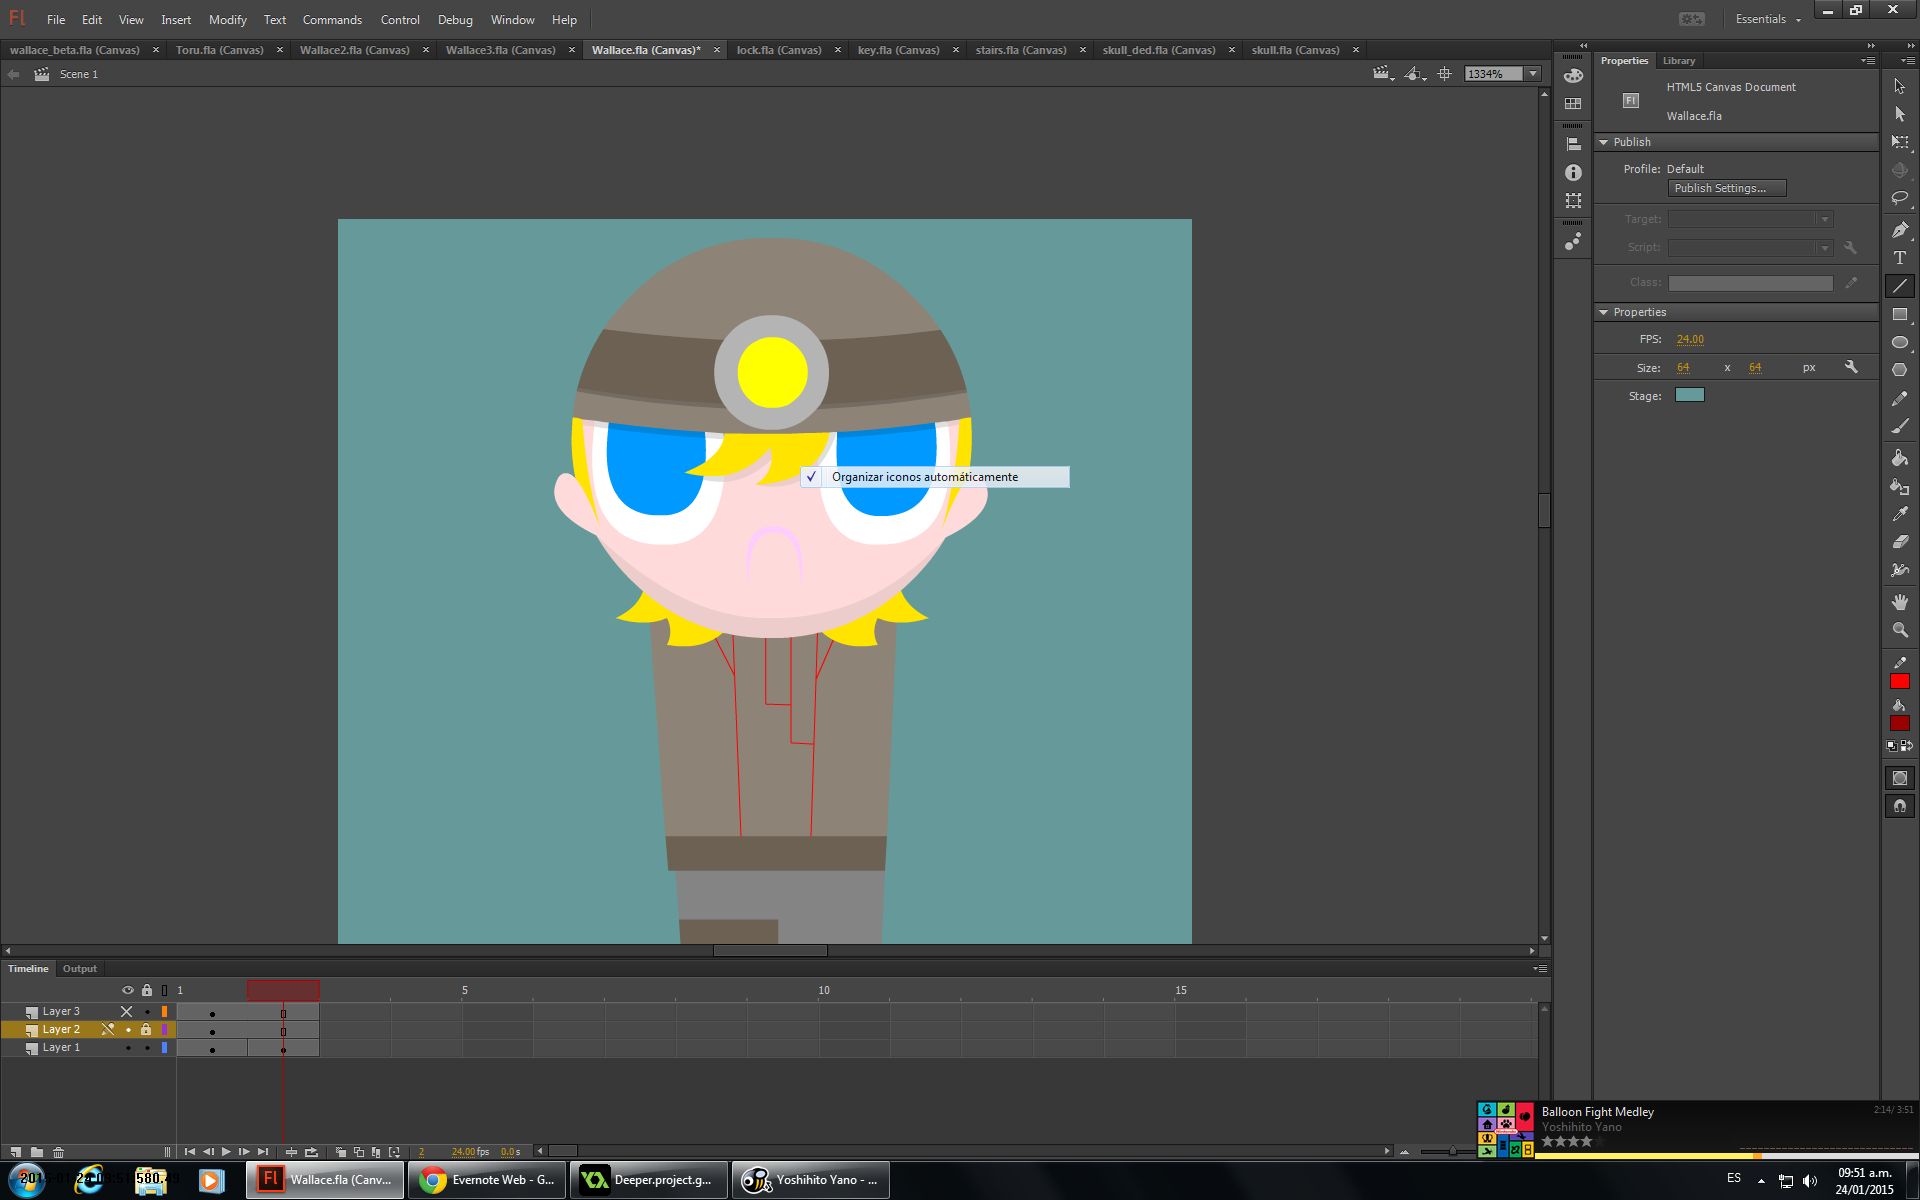 Fl File Edit View Insert Modify Text Commands Control Debug Window Help Essentials
wallace_beta.fla (Canvas) × Toru.fla (Canvas) × Wallace2.fla (Canvas) × Wallace3.fla (Canvas) × Wallace.fla (Canvas)* × lock.fla (Canvas) × key.fla (Canvas) × stairs.fla (Canvas) × skull_ded.fla (Canvas) × skull.fla (Canvas) ×
Scene 1
1334%
Properties Library
HTML5 Canvas Document
Fl
Wallace.fla
Publish
Profile: Default
Publish Settings...
Target:
Script:
Class:
Properties
FPS: 24.00
Size: 64 x 64 px
Stage:
T
✓ Organizar iconos automáticamente
Timeline Output
1 5 10 15
Layer 3
Layer 2
Layer 1
2 24.00 fps 0.0 s
Balloon Fight Medley 2:14/ 3:51
Yoshihito Yano
Fl Wallace.fla (Canv...
Evernote Web - G...
Deeper.project.g...
Yoshihito Yano - ...
ES
09:51 a.m.
24/01/2015